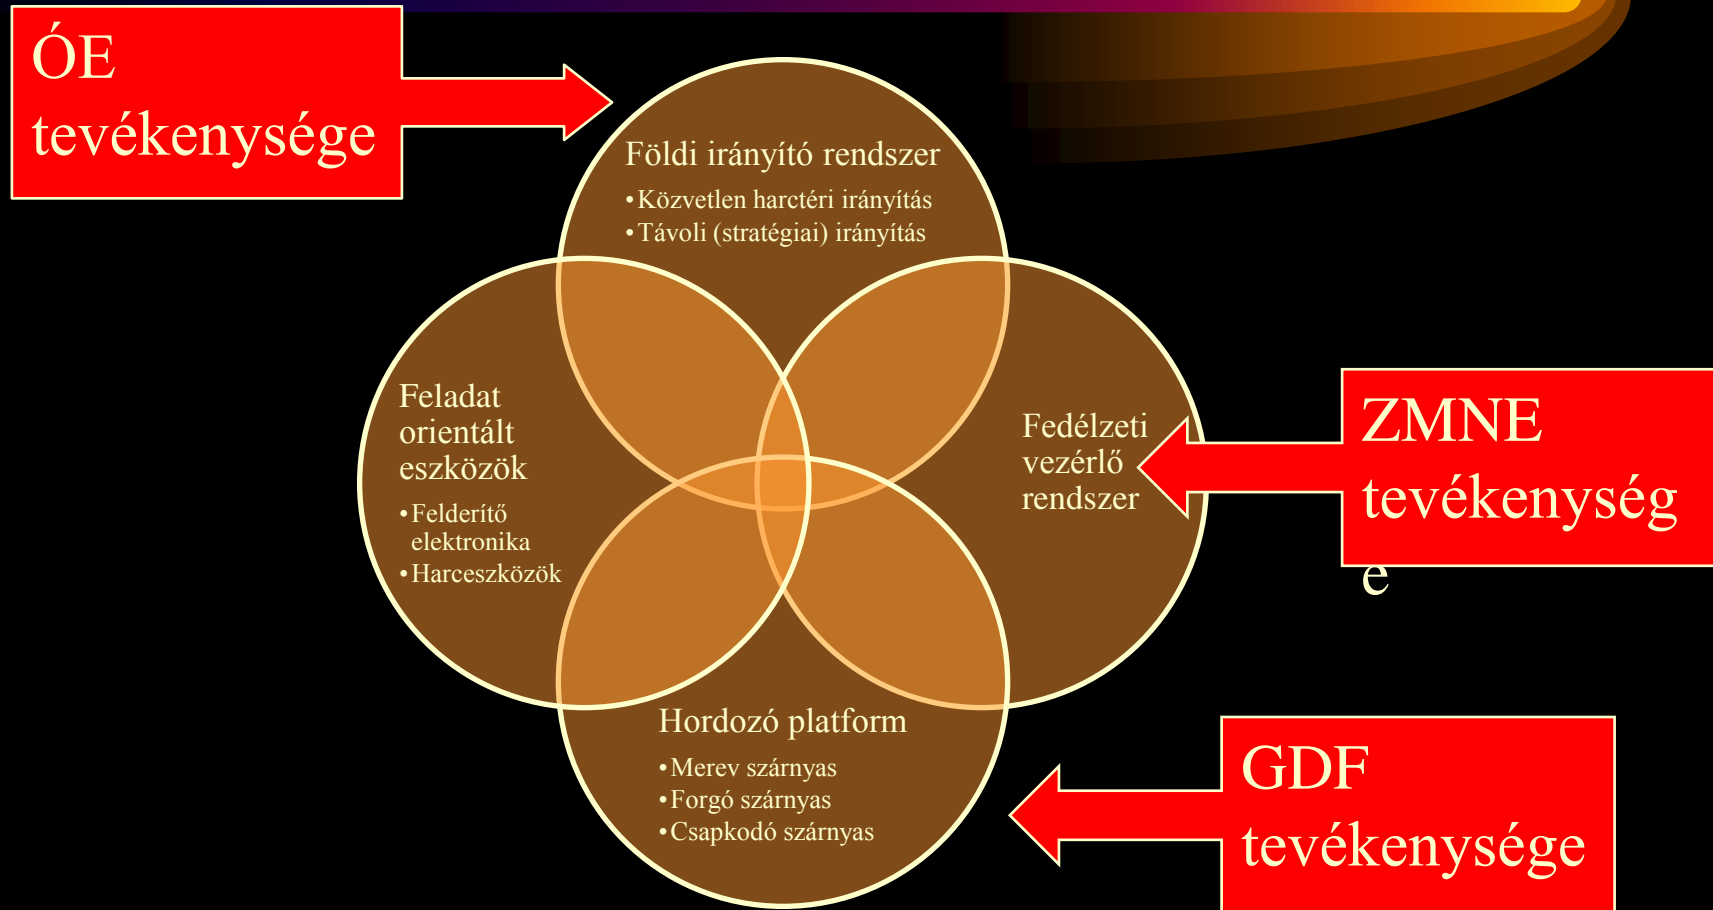 ÓE
tevékenysége
Földi irányító rendszer
•Közvetlen harctéri irányítás
•Távoli (stratégiai) irányítás
Feladat
orientált
eszközök
•Felderítő
elektronika
•Harceszközök
Fedélzeti
vezérlő
rendszer
ZMNE
tevékenység
e
Hordozó platform
•Merev szárnyas
•Forgó szárnyas
•Csapkodó szárnyas
GDF
tevékenysége